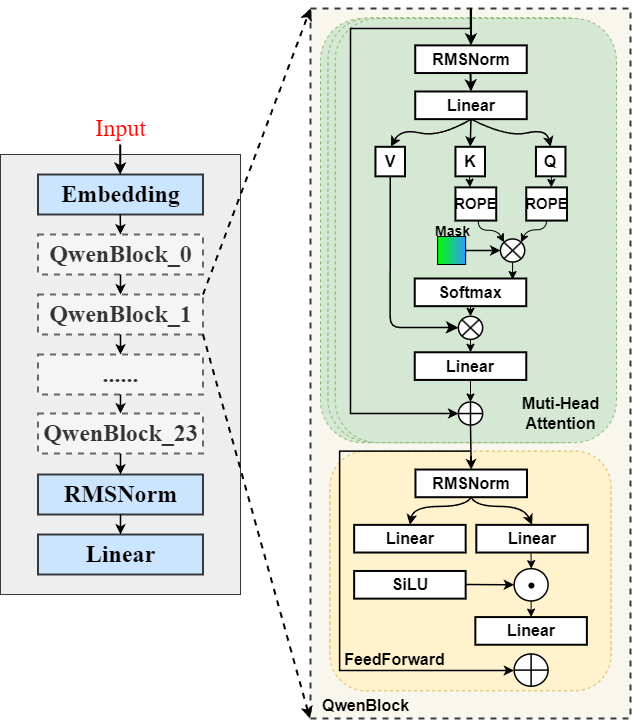 Input
Embedding
QwenBlock_0
QwenBlock_1
......
QwenBlock_23
RMSNorm
Linear
RMSNorm
Linear
V
K
Q
ROPE
ROPE
Mask
Softmax
Linear
Muti-Head
Attention
RMSNorm
Linear
Linear
SiLU
Linear
FeedForward
QwenBlock